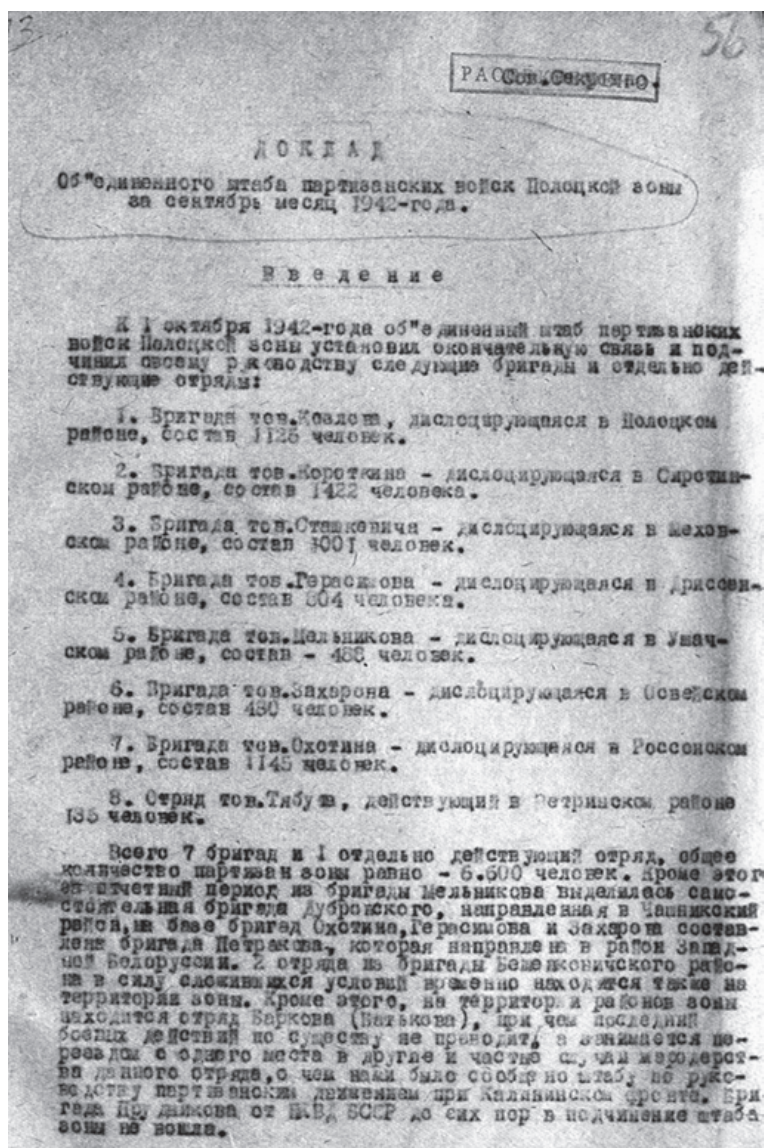 3
56
РАС Сов.Секретно.
ДОКЛАД
Об"единенного штаба партизанских войск Полоцкой зоны
за сентябрь месяц 1942-года.
Введение
К I октября 1942-года об"единенный штаб партизанских
войск Полоцкой зоны установил окончательную связь и под-
чинил своему руководству следующие бригады и отдельно дей-
ствующие отряды:
1. Бригада тов.Козлова, дислоцирующаяся в Полоцком
районе, состав 1125 человек.
2. Бригада тов.Короткина - дислоцирующаяся в Сиротин-
ском районе, состав 1422 человека.
3. Бригада тов.Сташкевича - дислоцирующаяся в Мехов-
ском районе, состав 1001 человек.
4. Бригада тов.Герасимова - дислоцирующаяся в Дриссен-
ском районе, состав 804 человека.
5. Бригада тов.Мельникова - дислоцирующаяся в Ушач-
ском районе, состав - 488 человек.
6. Бригада тов.Захарона - дислоцирующаяся в Освейском
районе, состав 480 человек.
7. Бригада тов.Охотина - дислоцирующаяся в Россонском
районе, состав 1145 человек.
8. Отряд тов.Тябута, действующий в Ветринском районе
135 человек.
Всего 7 бригад и I отдельно действующий отряд, общее
количество партизан зоны равно - 6.600 человек. Кроме этого
за отчетный период из бригады Мельникова выделилась само-
стоятельная бригада Дубровского, направленная в Чашникский
район, на базе бригад Охотина, Герасимова и Захарова состав-
лена бригада Петракова, которая направлена в район Запад-
ной Белоруссии. 2 отряда из бригады Бешенковичского райо-
на в силу сложившихся условий временно находятся также на
территории зоны. Кроме этого, на территории районов зоны
находится отряд Баркова (Батькова), при чем последний
боевых действий по существу не проводит, а занимается пе-
реездом с одного места в другие и частые случаи мародерст-
ва данного отряда, о чем нами было сообщено штабу по руко-
водству партизанским движением при Калининском фронте. Бри-
гада Прудникова от НКВД БССР до сих пор в подчинение штаба
зоны не вошла.